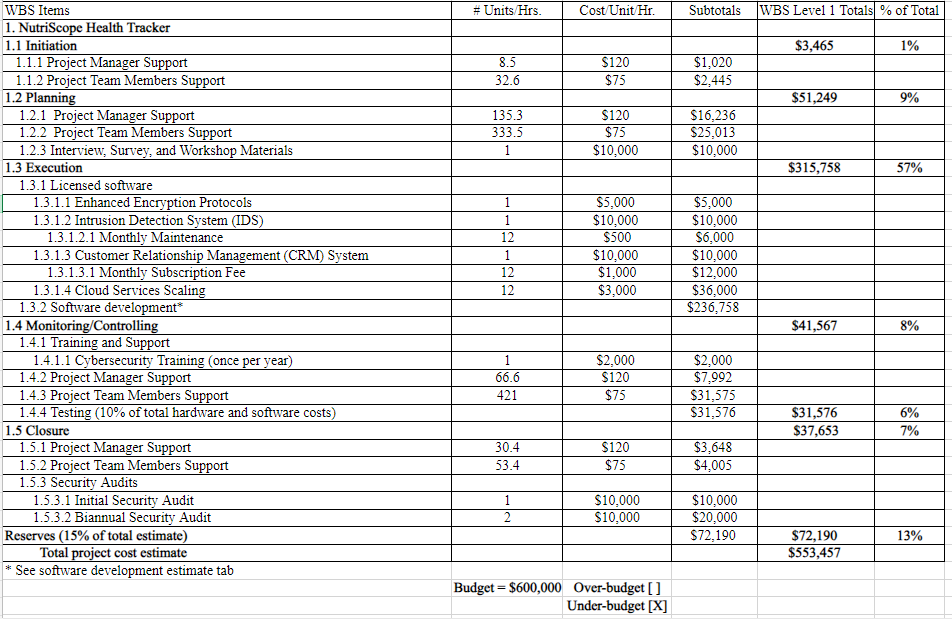 WBS Items # Units/Hrs. Cost/Unit/Hr. Subtotals WBS Level 1 Totals % of Total
1. NutriScope Health Tracker
1.1 Initiation $3,465 1%
1.1.1 Project Manager Support 8.5 $120 $1,020
1.1.2 Project Team Members Support 32.6 $75 $2,445
1.2 Planning $51,249 9%
1.2.1 Project Manager Support 135.3 $120 $16,236
1.2.2 Project Team Members Support 333.5 $75 $25,013
1.2.3 Interview, Survey, and Workshop Materials 1 $10,000 $10,000
1.3 Execution $315,758 57%
1.3.1 Licensed software
1.3.1.1 Enhanced Encryption Protocols 1 $5,000 $5,000
1.3.1.2 Intrusion Detection System (IDS) 1 $10,000 $10,000
1.3.1.2.1 Monthly Maintenance 12 $500 $6,000
1.3.1.3 Customer Relationship Management (CRM) System 1 $10,000 $10,000
1.3.1.3.1 Monthly Subscription Fee 12 $1,000 $12,000
1.3.1.4 Cloud Services Scaling 12 $3,000 $36,000
1.3.2 Software development* $236,758
1.4 Monitoring/Controlling $41,567 8%
1.4.1 Training and Support
1.4.1.1 Cybersecurity Training (once per year) 1 $2,000 $2,000
1.4.2 Project Manager Support 66.6 $120 $7,992
1.4.3 Project Team Members Support 421 $75 $31,575
1.4.4 Testing (10% of total hardware and software costs) $31,576 $31,576 6%
1.5 Closure $37,653 7%
1.5.1 Project Manager Support 30.4 $120 $3,648
1.5.2 Project Team Members Support 53.4 $75 $4,005
1.5.3 Security Audits
1.5.3.1 Initial Security Audit 1 $10,000 $10,000
1.5.3.2 Biannual Security Audit 2 $10,000 $20,000
Reserves (15% of total estimate) $72,190 $72,190 13%
Total project cost estimate $553,457
* See software development estimate tab
Budget = $600,000 Over-budget [ ]
Under-budget [X]